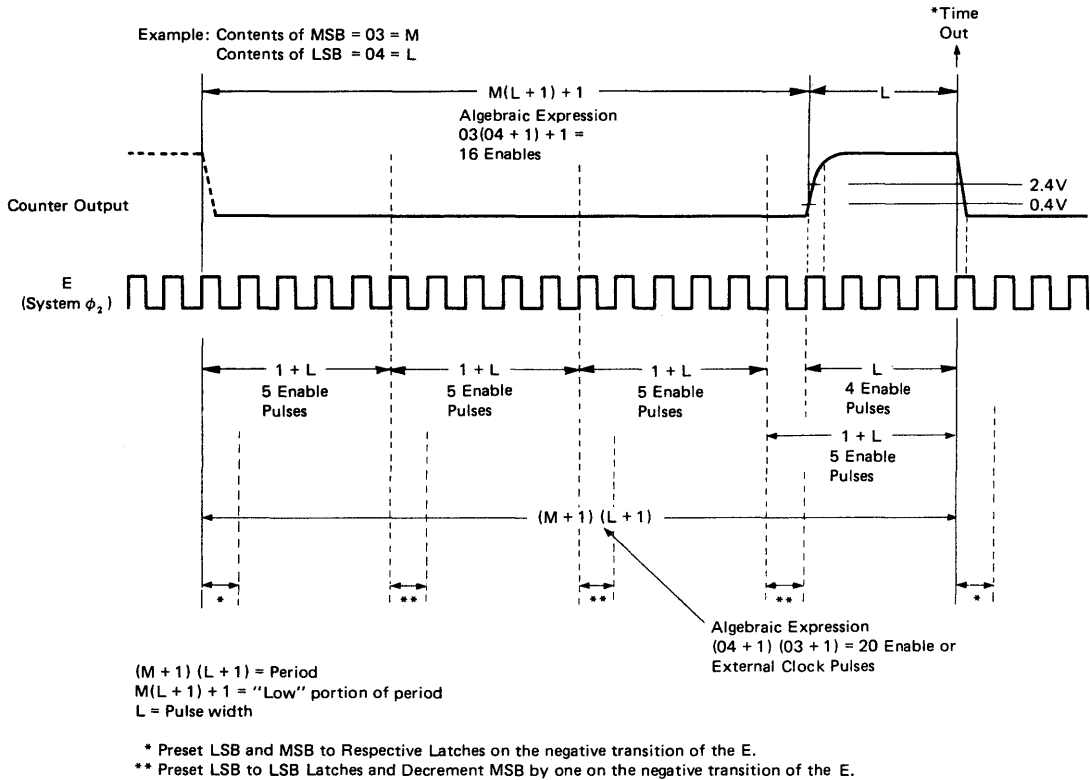 *Time
Out
Example: Contents of MSB = 03 = M
Contents of LSB = 04 = L
M(L + 1) + 1
L
Algebraic Expression
03(04 + 1) + 1 =
16 Enables
2.4V
0.4V
Counter Output
E
(System ϕ₂)
1 + L
5 Enable
Pulses
1 + L
5 Enable
Pulses
1 + L
5 Enable
Pulses
L
4 Enable
Pulses
1 + L
5 Enable
Pulses
(M + 1) (L + 1)
*
**
**
**
*
Algebraic Expression
(04 + 1) (03 + 1) = 20 Enable or
External Clock Pulses
(M + 1) (L + 1) = Period
M(L + 1) + 1 = "Low" portion of period
L = Pulse width
* Preset LSB and MSB to Respective Latches on the negative transition of the E.
** Preset LSB to LSB Latches and Decrement MSB by one on the negative transition of the E.